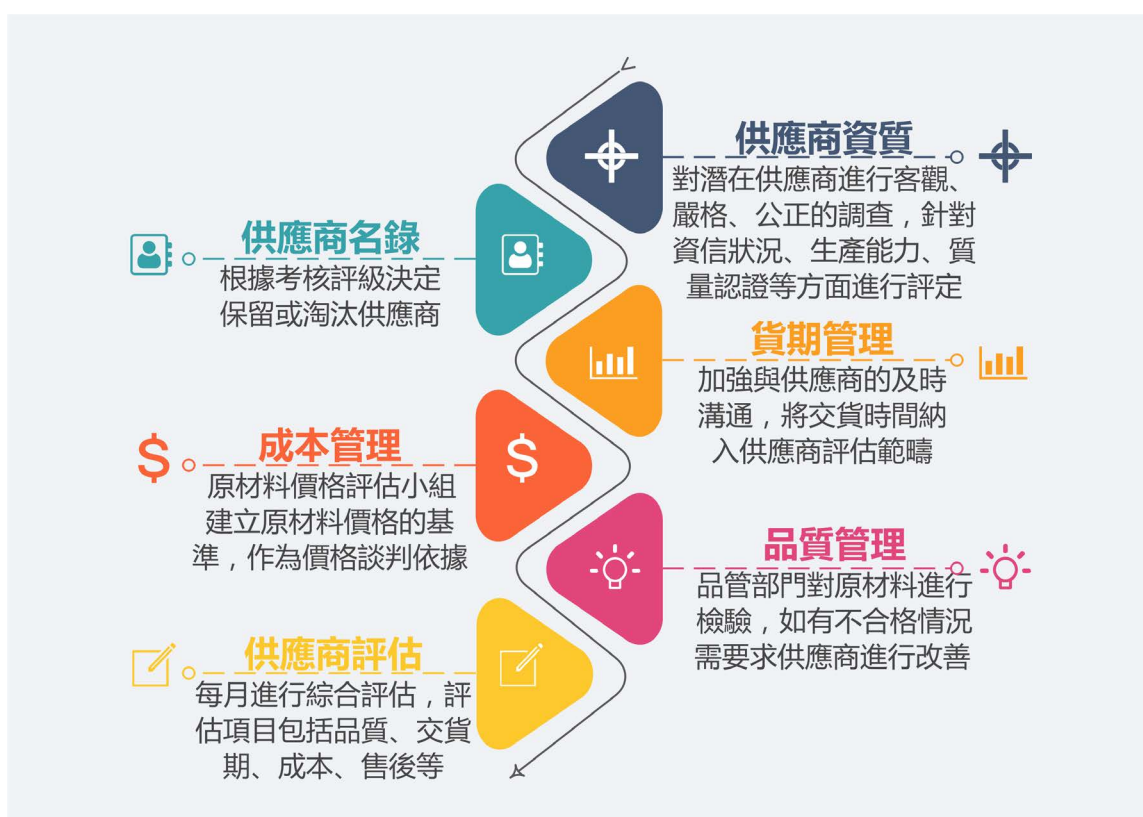 供應商資質
對潛在供應商進行客觀、
嚴格、公正的調查，針對
資信狀況、生產能力、質
量認證等方面進行評定
供應商名錄
根據考核評級決定
保留或淘汰供應商
貨期管理
加強與供應商的及時
溝通，將交貨時間納
入供應商評估範疇
成本管理
原材料價格評估小組
建立原材料價格的基
準，作為價格談判依據
品質管理
品管部門對原材料進行
檢驗，如有不合格情況
需要求供應商進行改善
供應商評估
每月進行綜合評估，評
估項目包括品質、交貨
期、成本、售後等